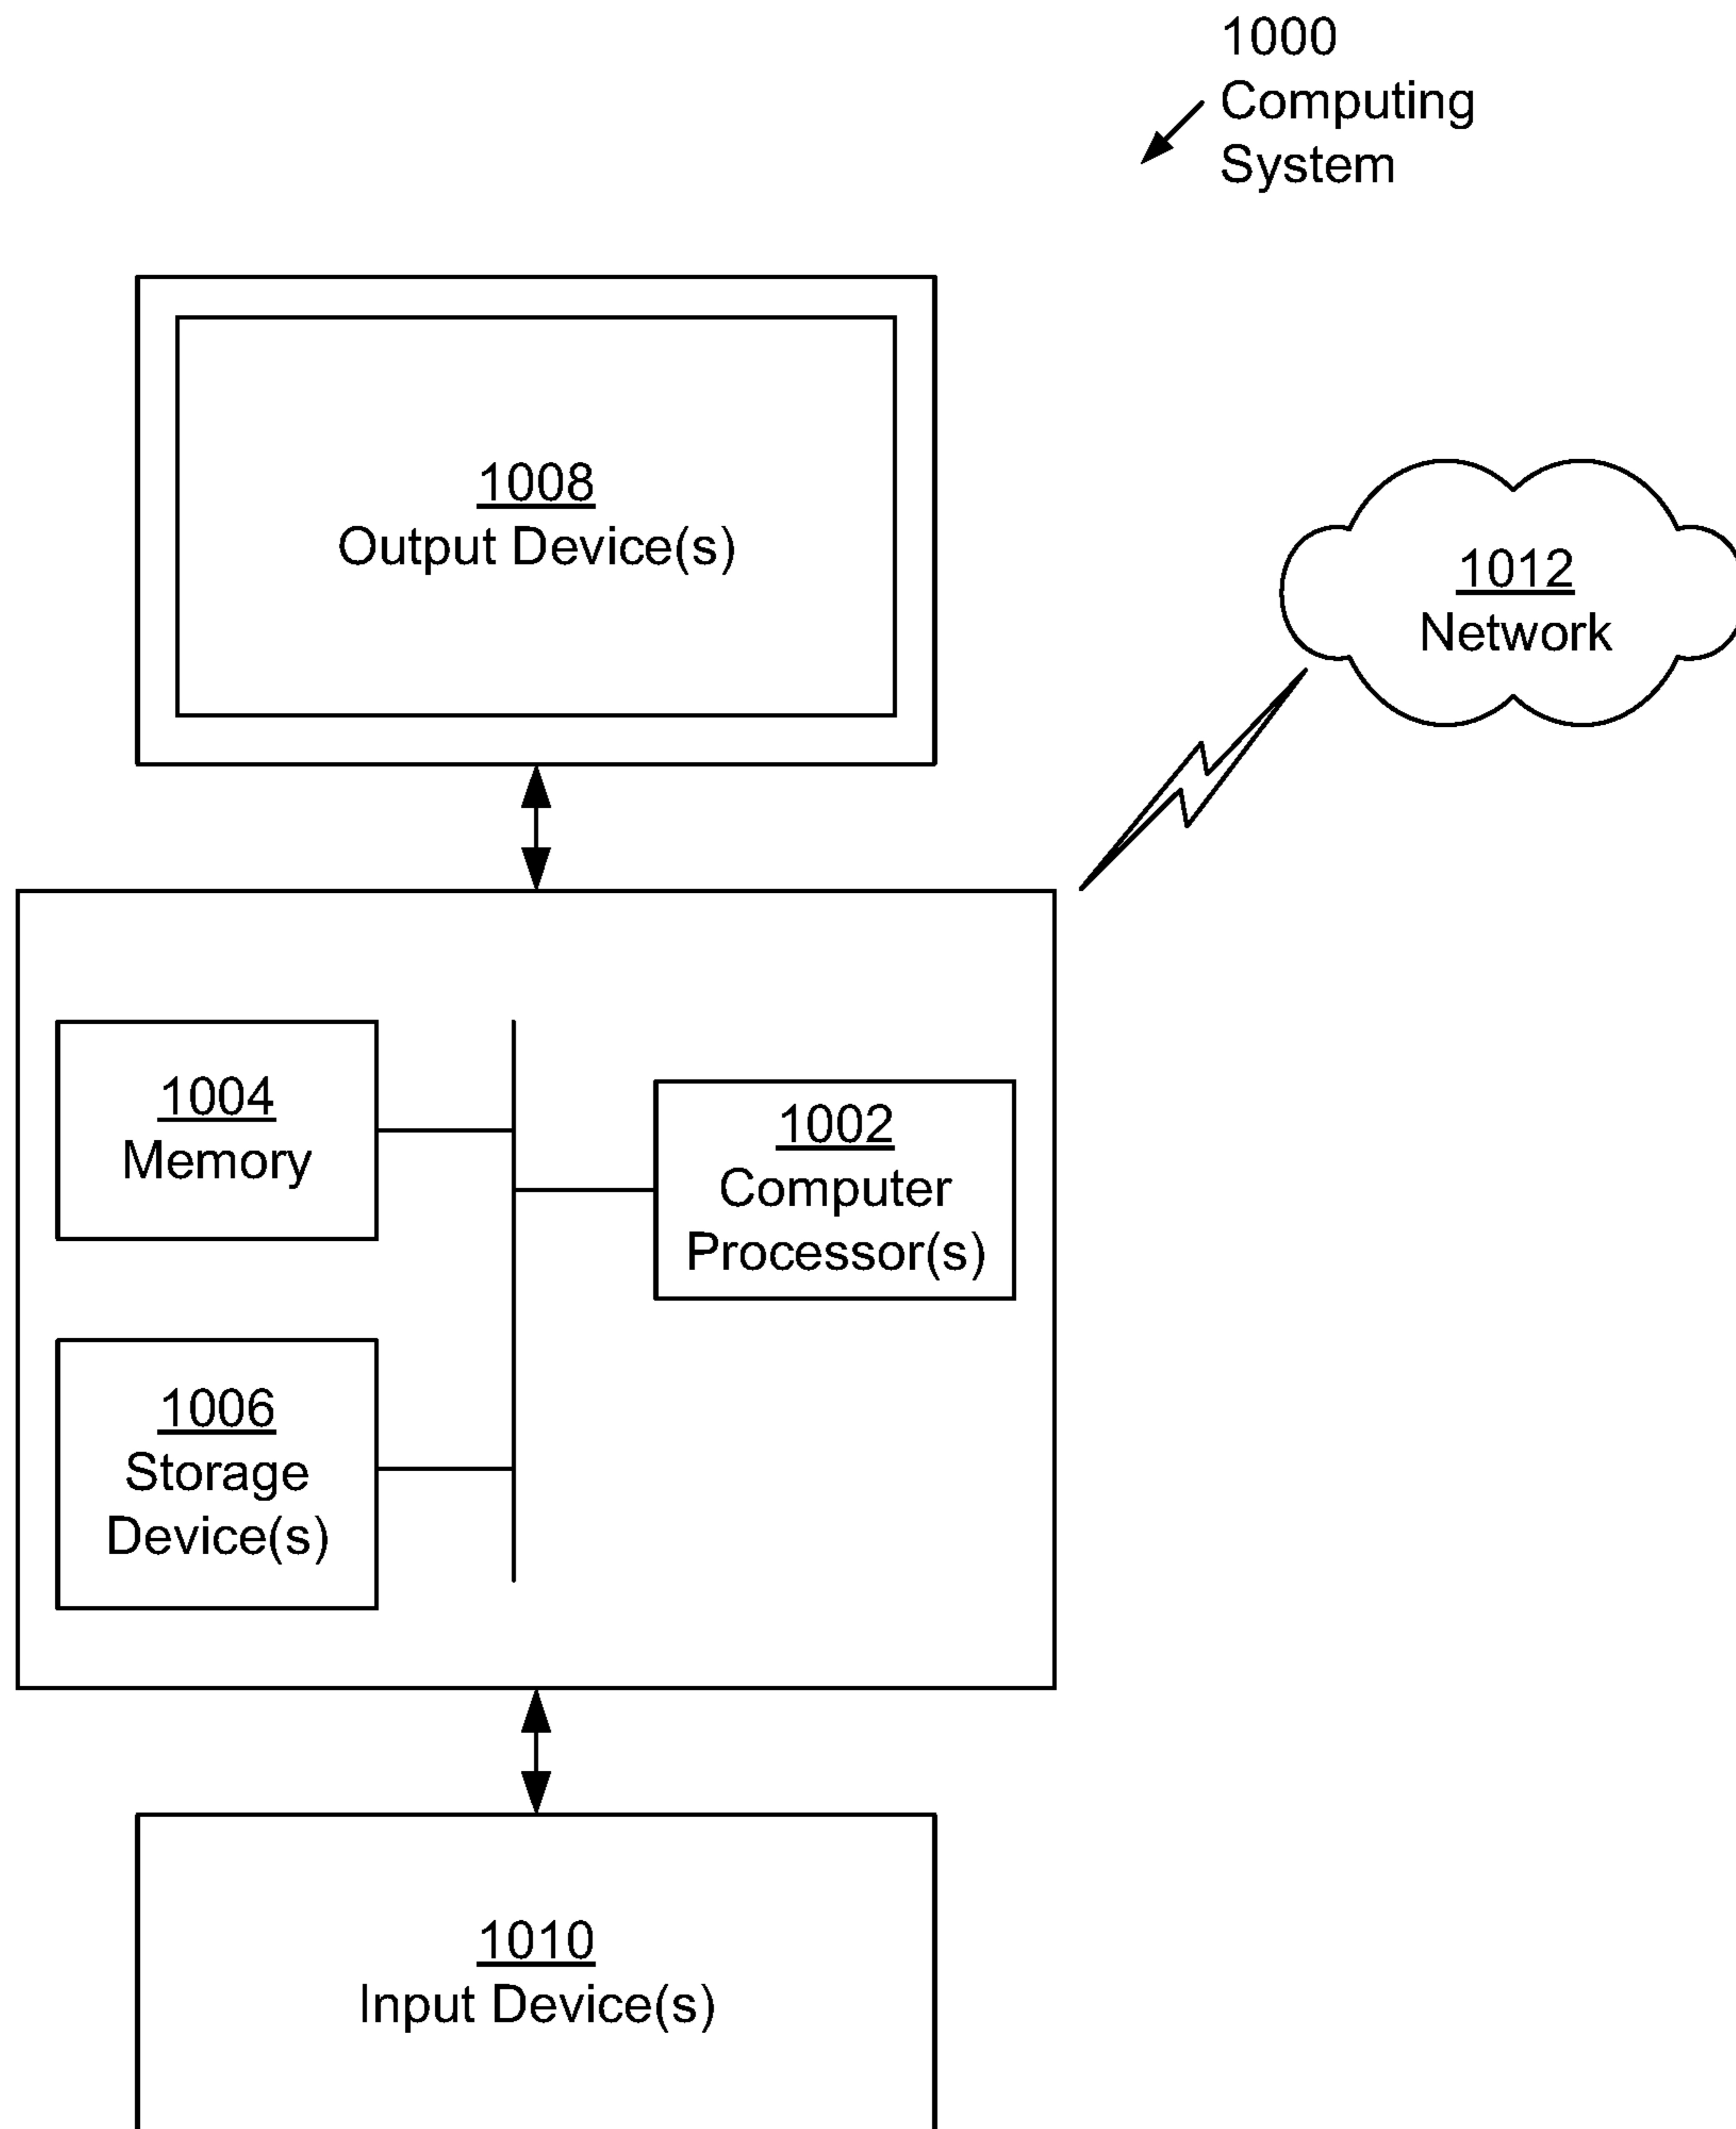 1000
Computing
System
1008
Output Device(s)
1012
Network
1004
Memory
1002
Computer
Processor(s)
1006
Storage
Device(s)
1010
Input Device(s)